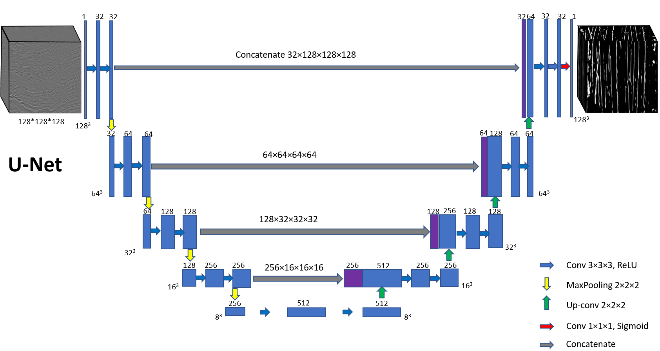 1 32 32
Concatenate 32×128×128×128
32 64 32 32 1
128*128*128
128³
128³
32 64 64
64×64×64×64
64 128 64 64
U-Net
64³
64³
64 128 128
128×32×32×32
128 256 128 128
32³
32³
128 256 256
256×16×16×16
256 512 256 256
16³
16³
256 512 512
8³
8³
Conv 3×3×3, ReLU
MaxPooling 2×2×2
Up-conv 2×2×2
Conv 1×1×1, Sigmoid
Concatenate